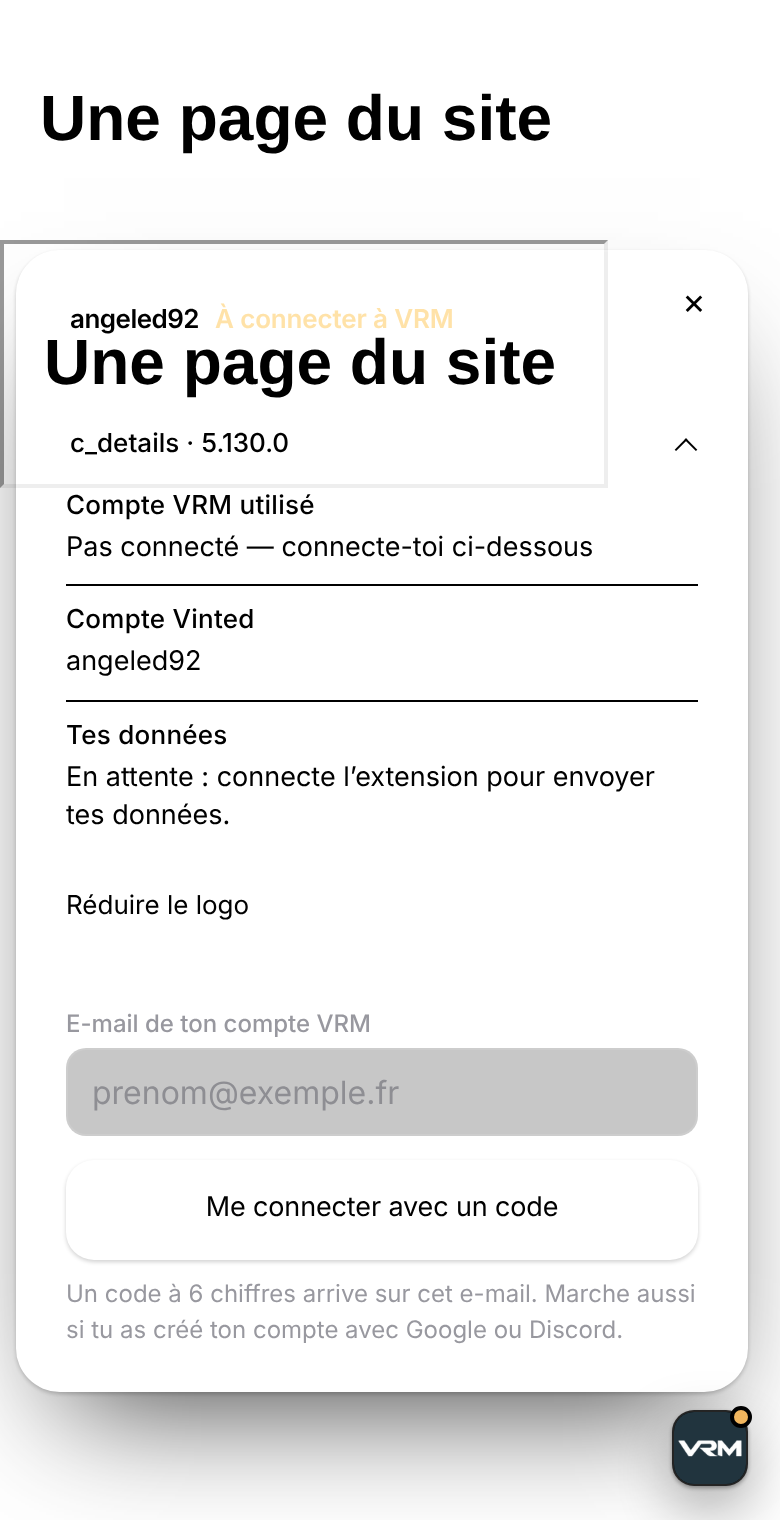 Une page du site
angeled92 À connecter à VRM
✕
Une page du site
c_details · 5.130.0
Compte VRM utilisé
Pas connecté — connecte-toi ci-dessous
Compte Vinted
angeled92
Tes données
En attente : connecte l’extension pour envoyer
tes données.
Réduire le logo
E-mail de ton compte VRM
prenom@exemple.fr
Me connecter avec un code
Un code à 6 chiffres arrive sur cet e-mail. Marche aussi
si tu as créé ton compte avec Google ou Discord.
VRM